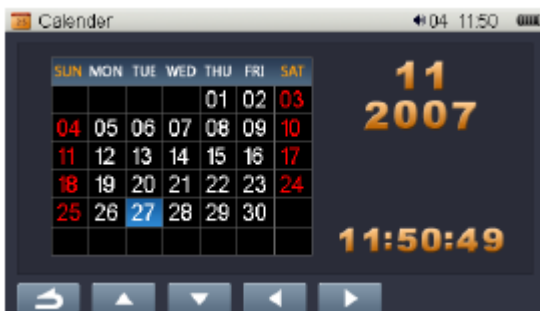 Calender 04 11:50
SUN MON TUE WED THU FRI SAT
01 02 03
04 05 06 07 08 09 10
11 12 13 14 15 16 17
18 19 20 21 22 23 24
25 26 27 28 29 30
11
2007
11:50:49